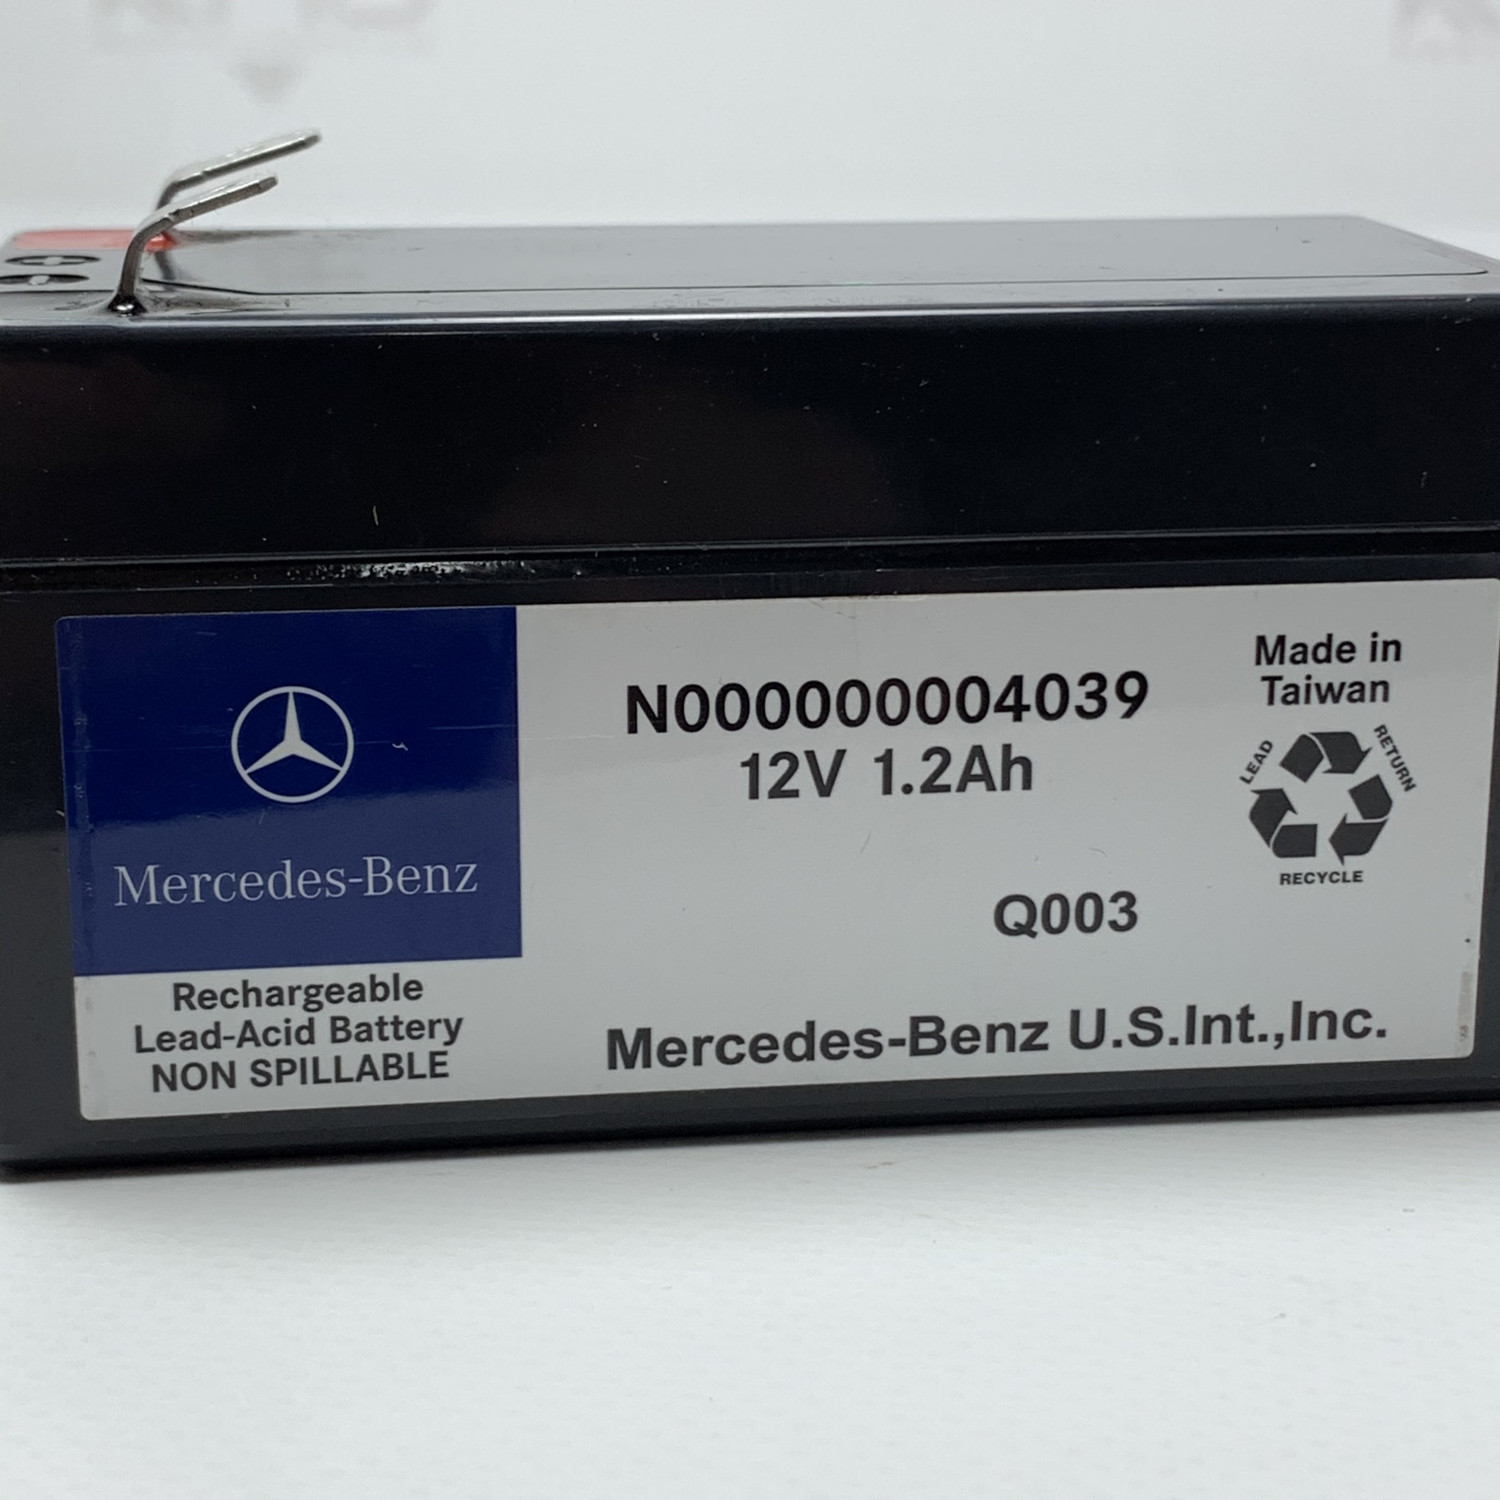 N000000004039
12V 1.2Ah
Made in
Taiwan
LEAD
RETURN
RECYCLE
Mercedes-Benz
Q003
Rechargeable
Lead-Acid Battery
NON SPILLABLE
Mercedes-Benz U.S.Int.,Inc.